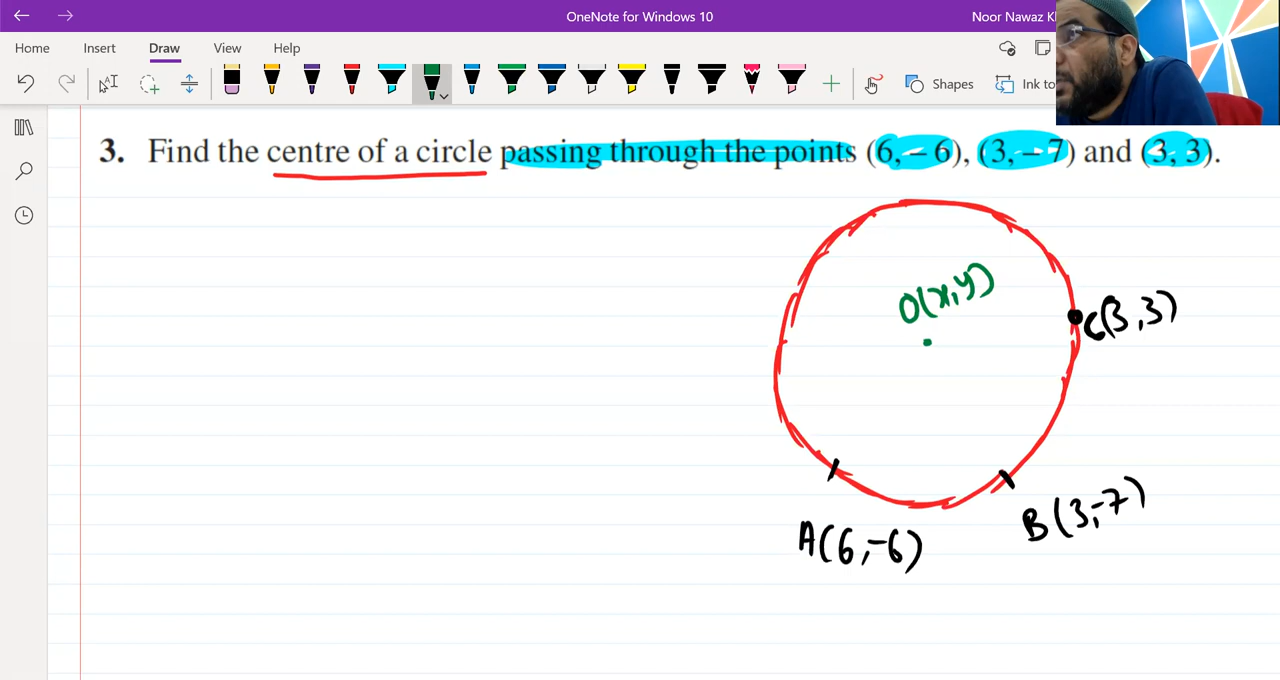 OneNote for Windows 10
Noor Nawaz
Home Insert Draw View Help
Shapes Ink to
3. Find the centre of a circle passing through the points (6, – 6), (3, – 7) and (3, 3).
O(x,y)
C(3,3)
B(3,-7)
A(6,-6)